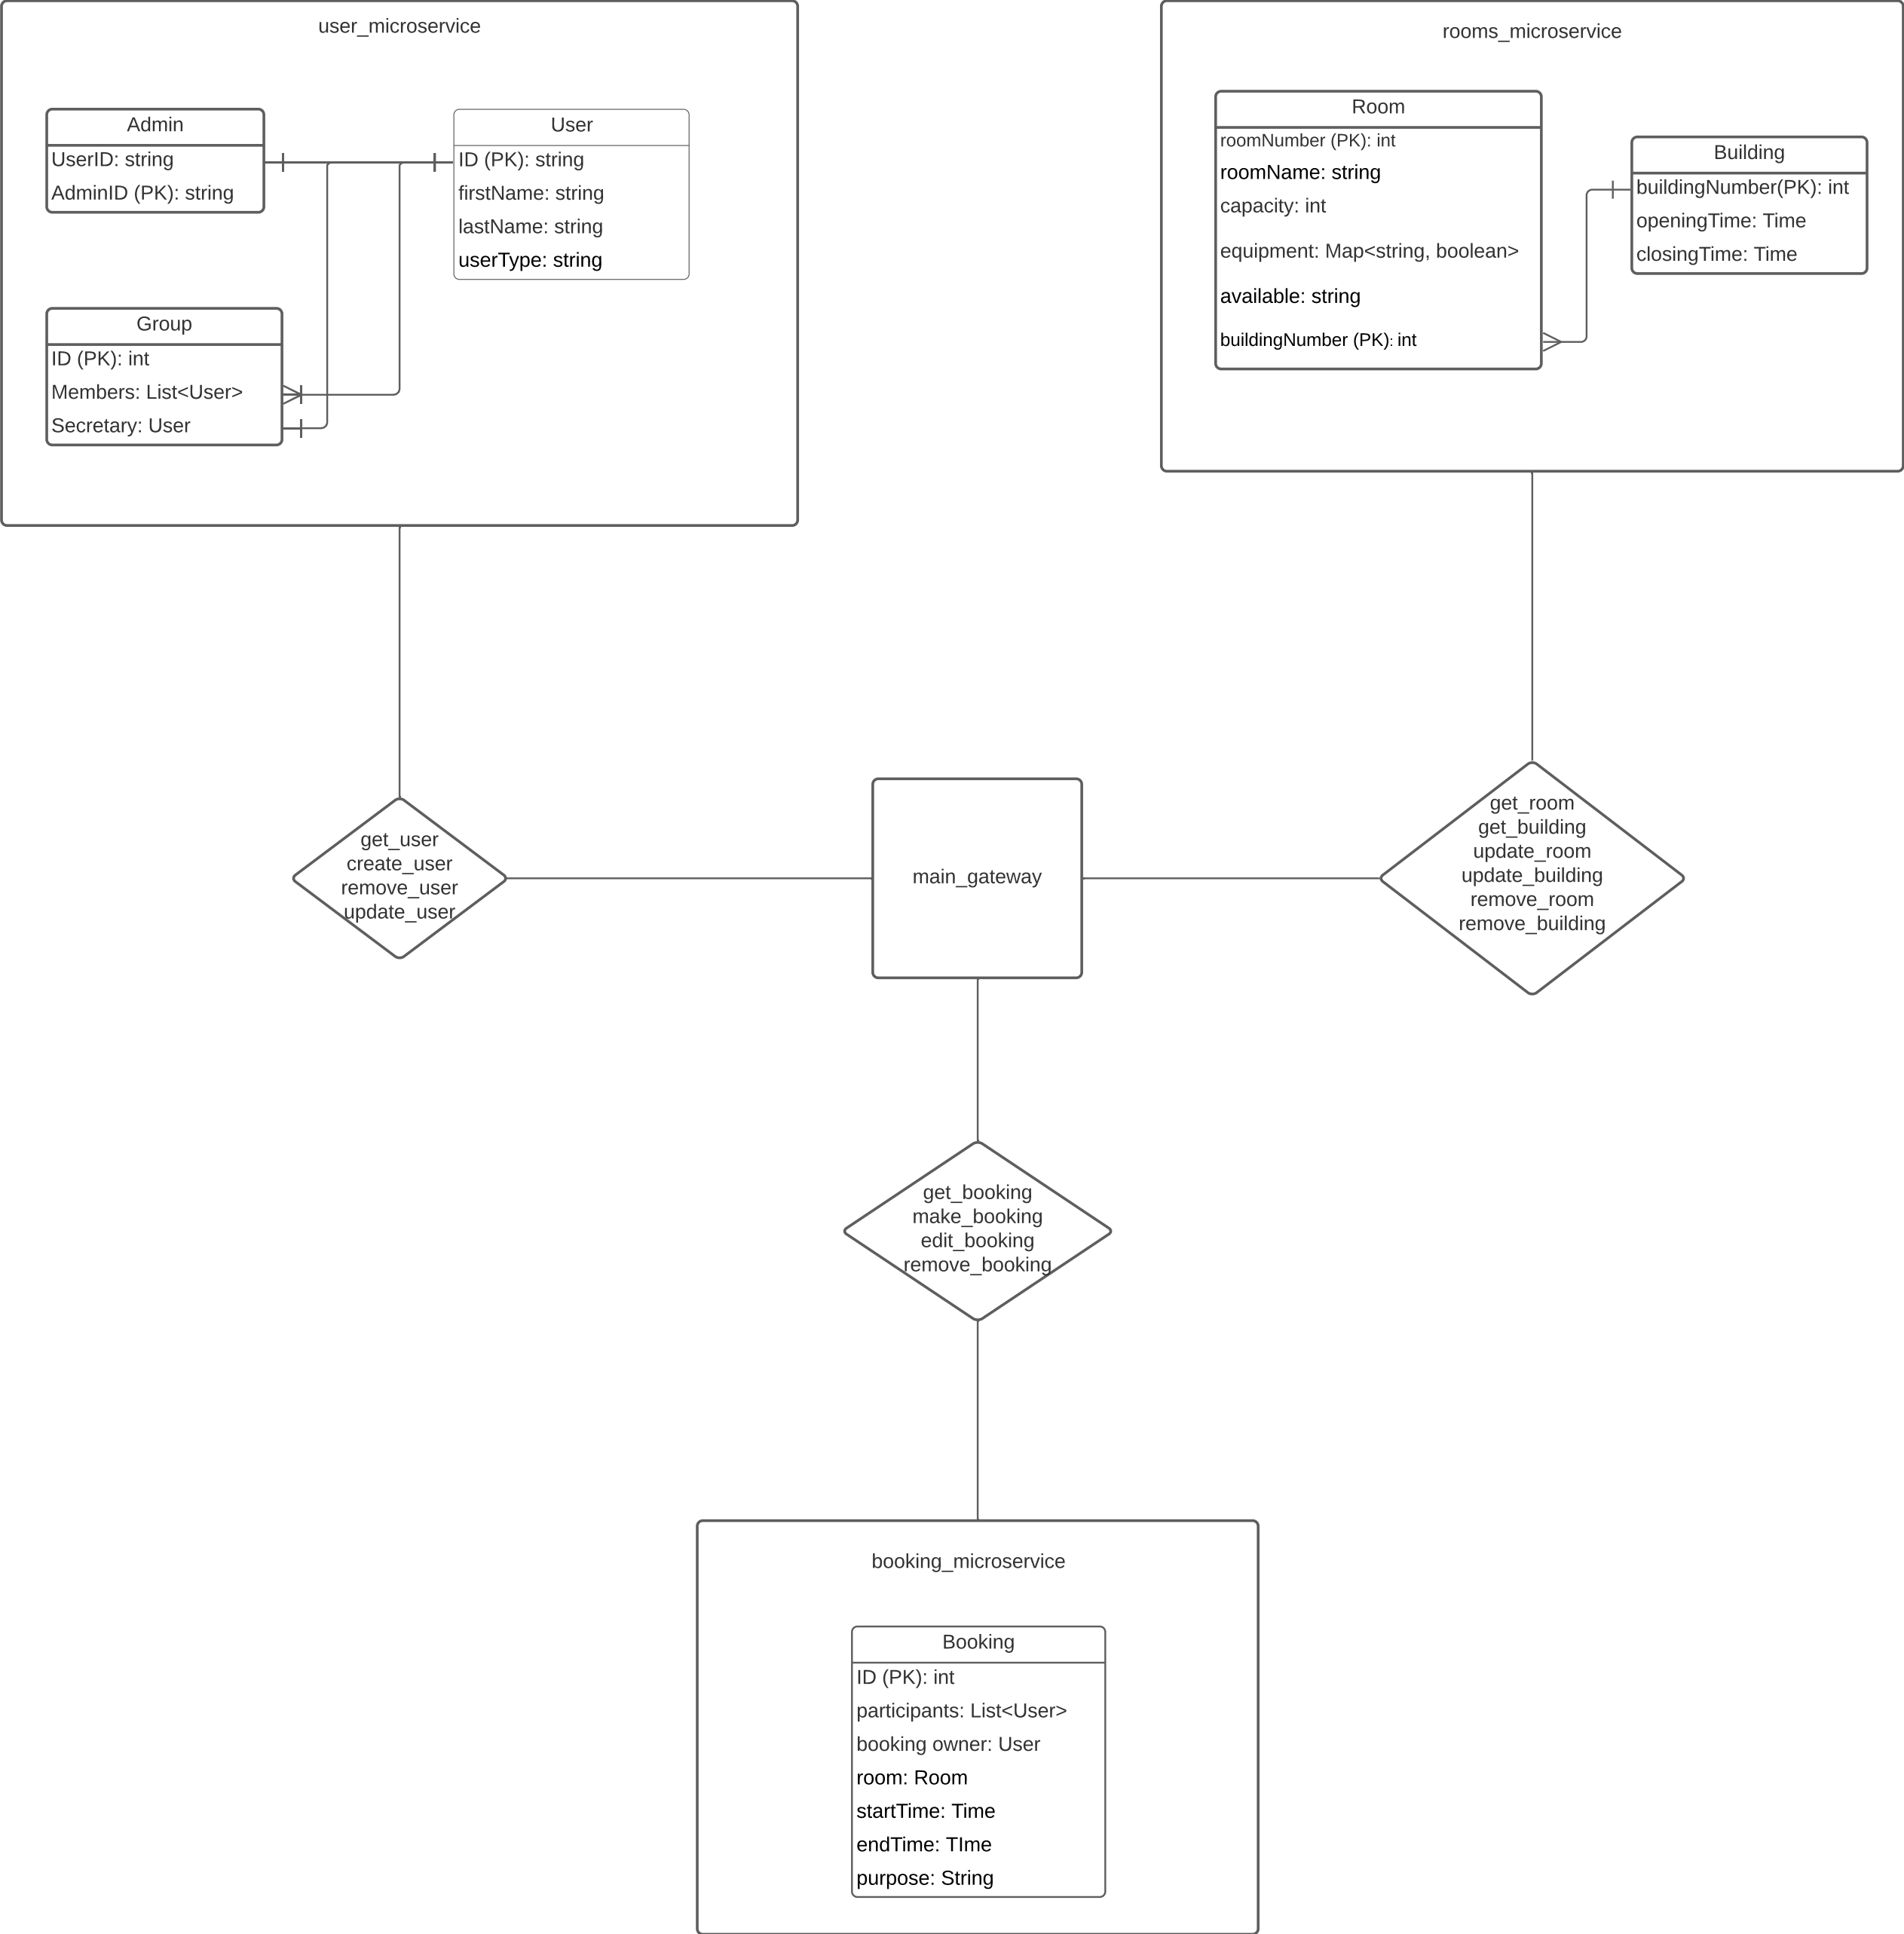 user_microservice
Admin
UserID: string
AdminID (PK): string
User
ID (PK): string
firstName: string
lastName: string
userType: string
Group
ID (PK): int
Members: List<User>
Secretary: User
rooms_microservice
Room
roomNumber (PK): int
roomName: string
capacity: int
equipment: Map<string, boolean>
available: string
buildingNumber (PK): int
Building
buildingNumber(PK): int
openingTime: Time
closingTime: Time
get_user
create_user
remove_user
update_user
main_gateway
get_room
get_building
update_room
update_building
remove_room
remove_building
get_booking
make_booking
edit_booking
remove_booking
booking_microservice
Booking
ID (PK): int
participants: List<User>
booking owner: User
room: Room
startTime: Time
endTime: TIme
purpose: String